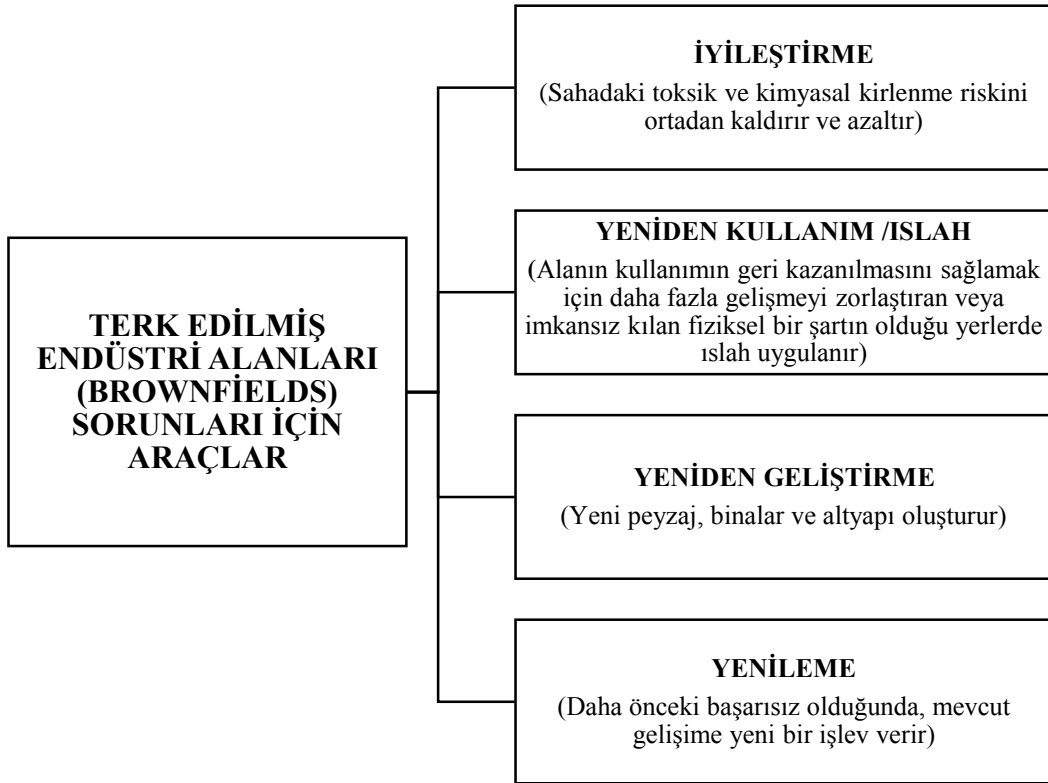 TERK EDİLMİŞ
ENDÜSTRİ ALANLARI
(BROWNFİELDS)
SORUNLARI İÇİN
ARAÇLAR
İYİLEŞTİRME
(Sahadaki toksik ve kimyasal kirlenme riskini
ortadan kaldırır ve azaltır)
YENİDEN KULLANIM /ISLAH
(Alanın kullanımın geri kazanılmasını sağlamak
için daha fazla gelişmeyi zorlaştıran veya
imkansız kılan fiziksel bir şartın olduğu yerlerde
ıslah uygulanır)
YENİDEN GELİŞTİRME
(Yeni peyzaj, binalar ve altyapı oluşturur)
YENİLEME
(Daha önceki başarısız olduğunda, mevcut
gelişime yeni bir işlev verir)